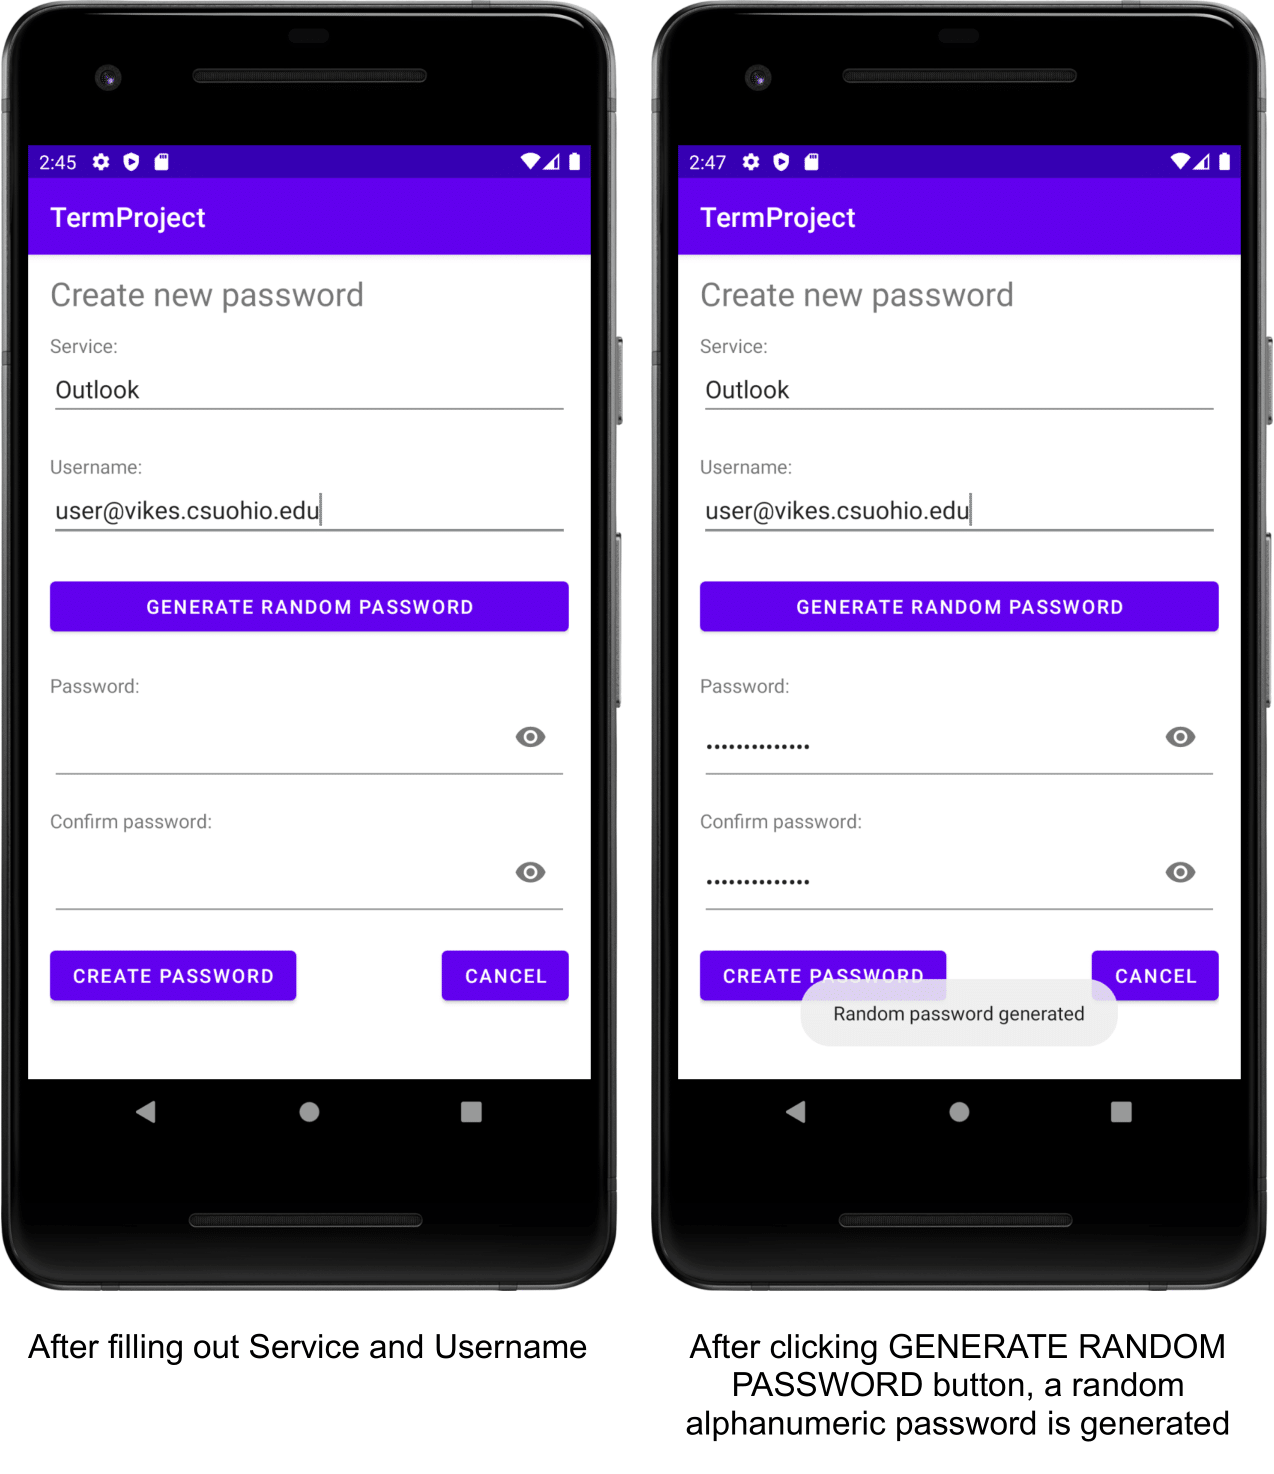 2:45
TermProject
Create new password
Service:
Outlook
Username:
user@vikes.csuohio.edu
GENERATE RANDOM PASSWORD
Password:
Confirm password:
CREATE PASSWORD
CANCEL
After filling out Service and Username
2:47
TermProject
Create new password
Service:
Outlook
Username:
user@vikes.csuohio.edu
GENERATE RANDOM PASSWORD
Password:
••••••••••••••
Confirm password:
••••••••••••••
CREATE PASSWORD
CANCEL
Random password generated
After clicking GENERATE RANDOM
PASSWORD button, a random
alphanumeric password is generated